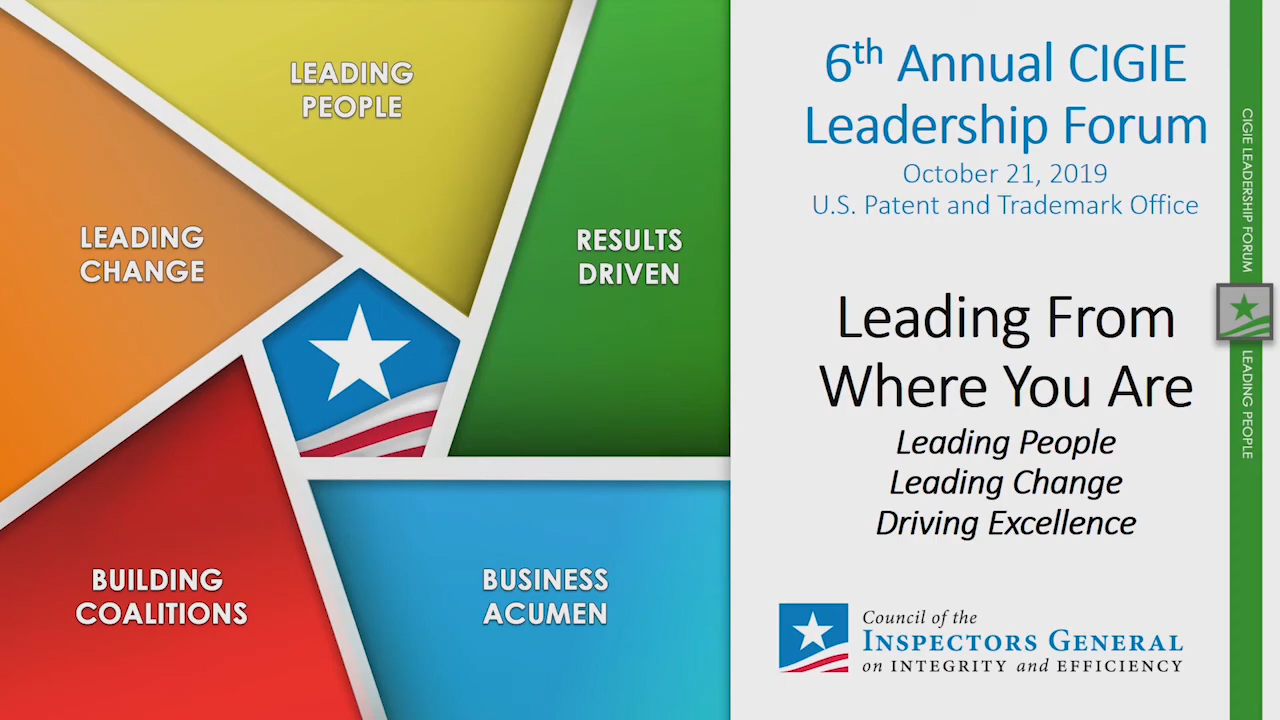 LEADING
PEOPLE
LEADING
CHANGE
RESULTS
DRIVEN
BUILDING
COALITIONS
BUSINESS
ACUMEN
6th Annual CIGIE
Leadership Forum
October 21, 2019
U.S. Patent and Trademark Office
Leading From
Where You Are
Leading People
Leading Change
Driving Excellence
Council of the
INSPECTORS GENERAL
on INTEGRITY and EFFICIENCY
CIGIE LEADERSHIP FORUM
LEADING PEOPLE